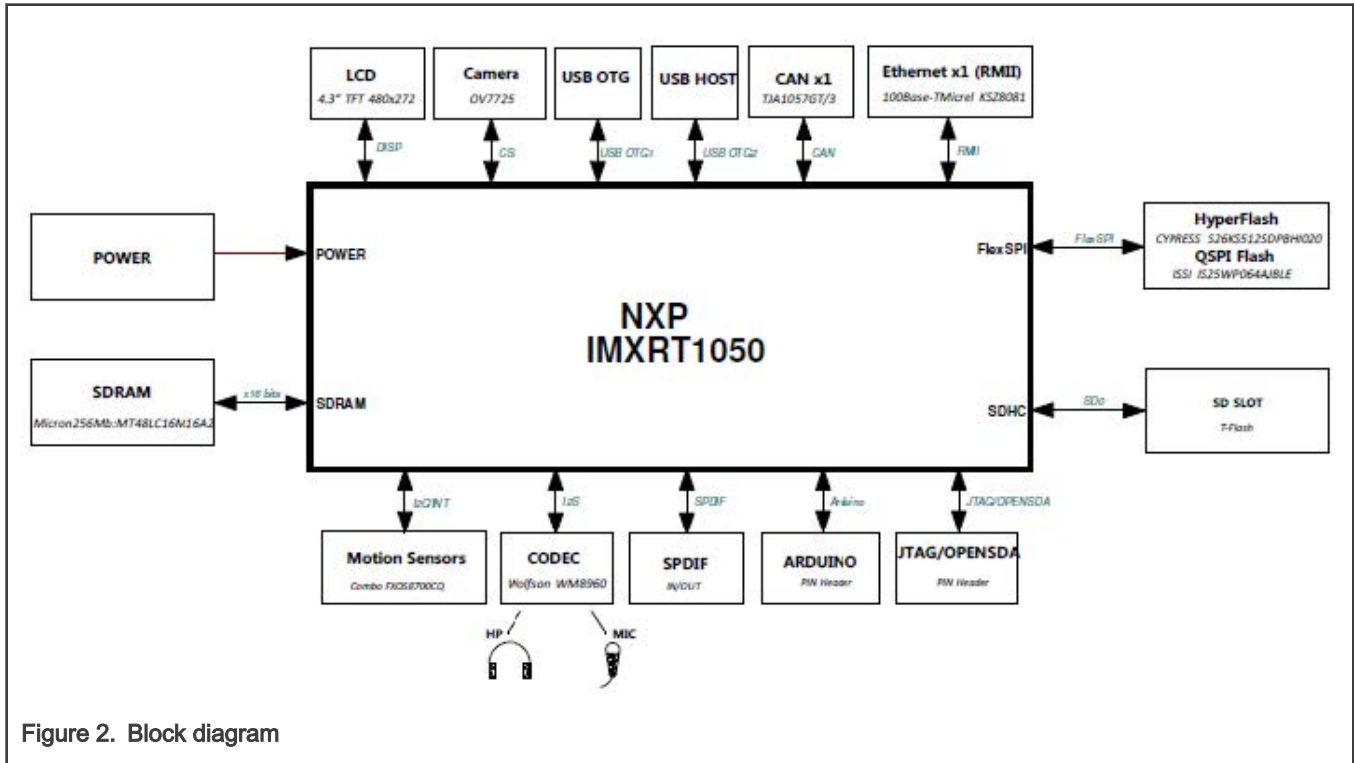 LCD
4.3" TFT 480x272
Camera
OV7725
USB OTG
USB HOST
CAN x1
TJA1057GT/3
Ethernet x1 (RMII)
100Base-TMicrel KSZ8081
DISP
CSI
USB OTG1
USB OTG2
CAN
RMII
POWER
POWER
FlexSPI
FlexSPI
HyperFlash
CYPRESS S26KS512SDPBHI020
QSPI Flash
ISSI IS25WP064AJBLE
NXP
IMXRT1050
SDRAM
Micron256Mb:MT48LC16M16A2
x16 bits
SDRAM
SDHC
SD0
SD SLOT
T-Flash
I2C/INT
I2S
SPDIF
Arduino
JTAG/OPENSDA
Motion Sensors
Combo FXOS8700CQ
CODEC
Wolfson WM8960
SPDIF
IN/OUT
ARDUINO
PIN Header
JTAG/OPENSDA
PIN Header
HP
MIC
Figure 2. Block diagram